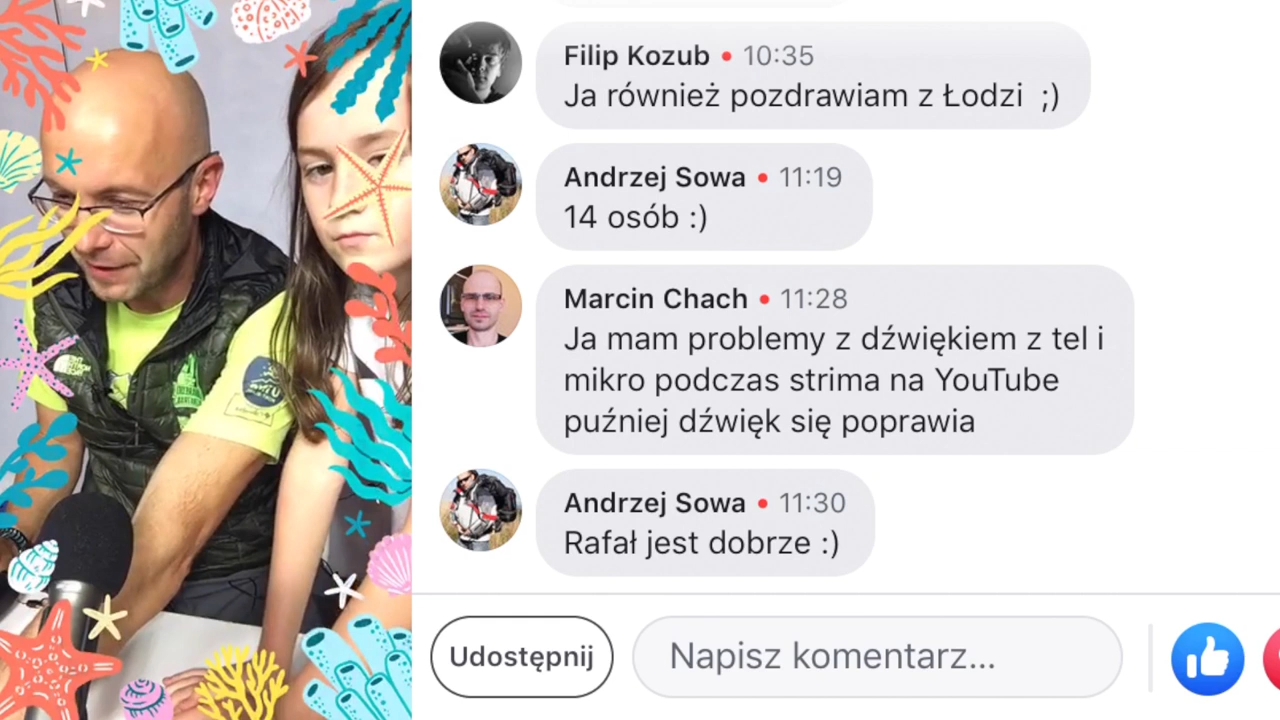 Filip Kozub • 10:35
Ja również pozdrawiam z Łodzi ;)
Andrzej Sowa • 11:19
14 osób :)
Marcin Chach • 11:28
Ja mam problemy z dźwiękiem z tel i
mikro podczas strima na YouTube
puźniej dźwięk się poprawia
Andrzej Sowa • 11:30
Rafał jest dobrze :)
Udostępnij
Napisz komentarz...